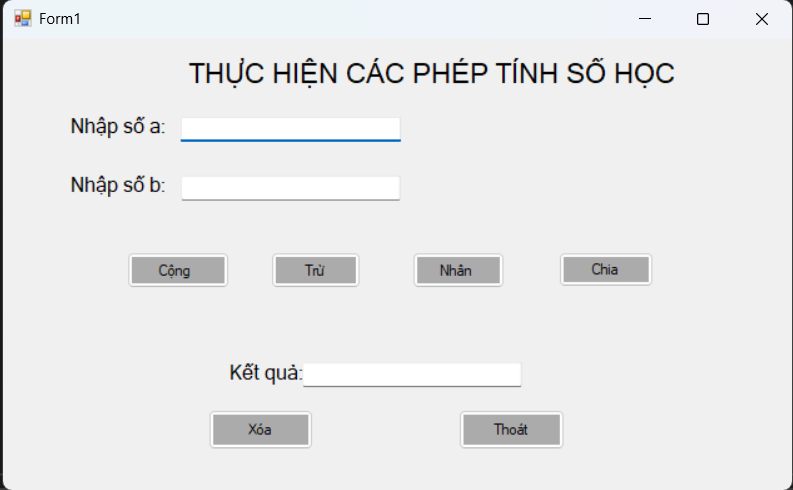 Form1
THỰC HIỆN CÁC PHÉP TÍNH SỐ HỌC
Nhập số a:
Nhập số b:
Cộng Trừ Nhân Chia
Kết quả:
Xóa Thoát